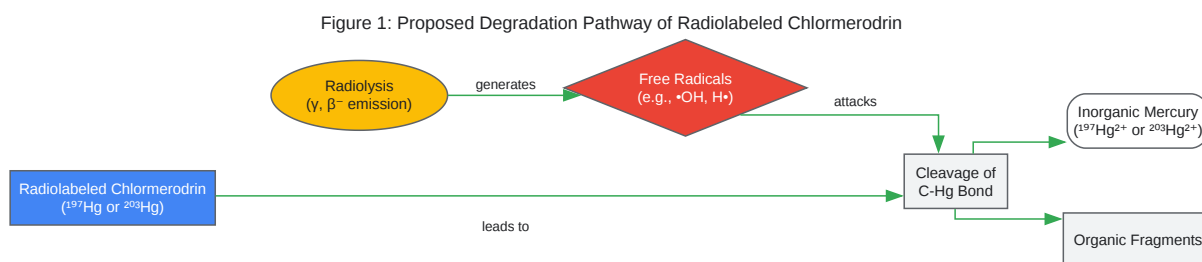 Figure 1: Proposed Degradation Pathway of Radiolabeled Chlormerodrin
Radiolysis
(γ, β⁻ emission)
generates
Free Radicals
(e.g., •OH, H•)
attacks
Inorganic Mercury
(¹⁹⁷Hg²⁺ or ²⁰³Hg²⁺)
Radiolabeled Chlormerodrin
(¹⁹⁷Hg or ²⁰³Hg)
leads to
Cleavage of
C-Hg Bond
Organic Fragments